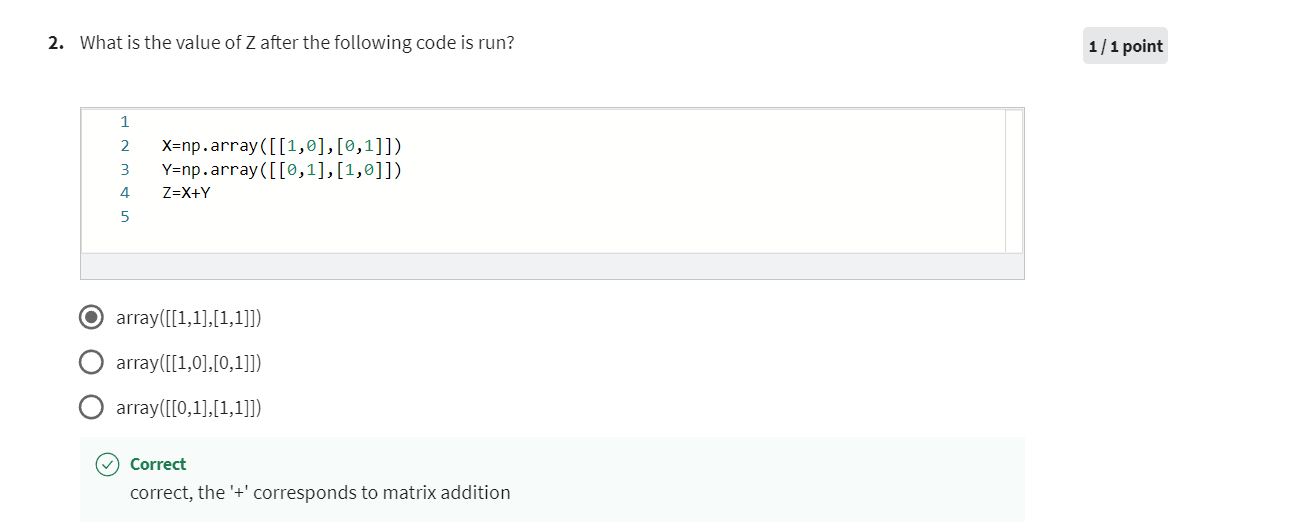 2. What is the value of Z after the following code is run?
1 / 1 point
1
2 X=np.array([[1,0],[0,1]])
3 Y=np.array([[0,1],[1,0]])
4 Z=X+Y
5
array([[1,1],[1,1]])
array([[1,0],[0,1]])
array([[0,1],[1,1]])
Correct
correct, the '+' corresponds to matrix addition